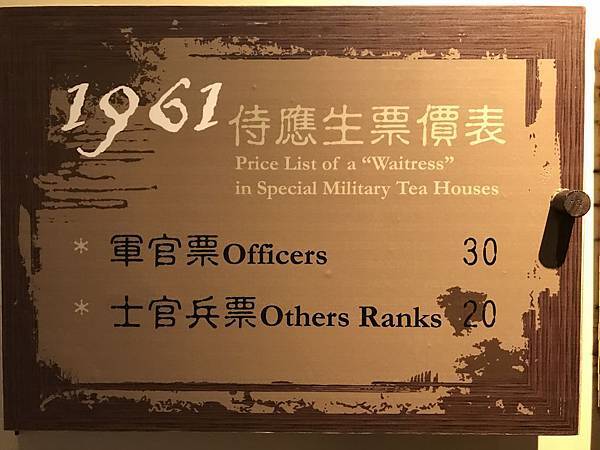 1961 侍應生票價表
Price List of a “Waitress”
in Special Military Tea Houses
* 軍官票Officers 30
* 士官兵票Others Ranks 20